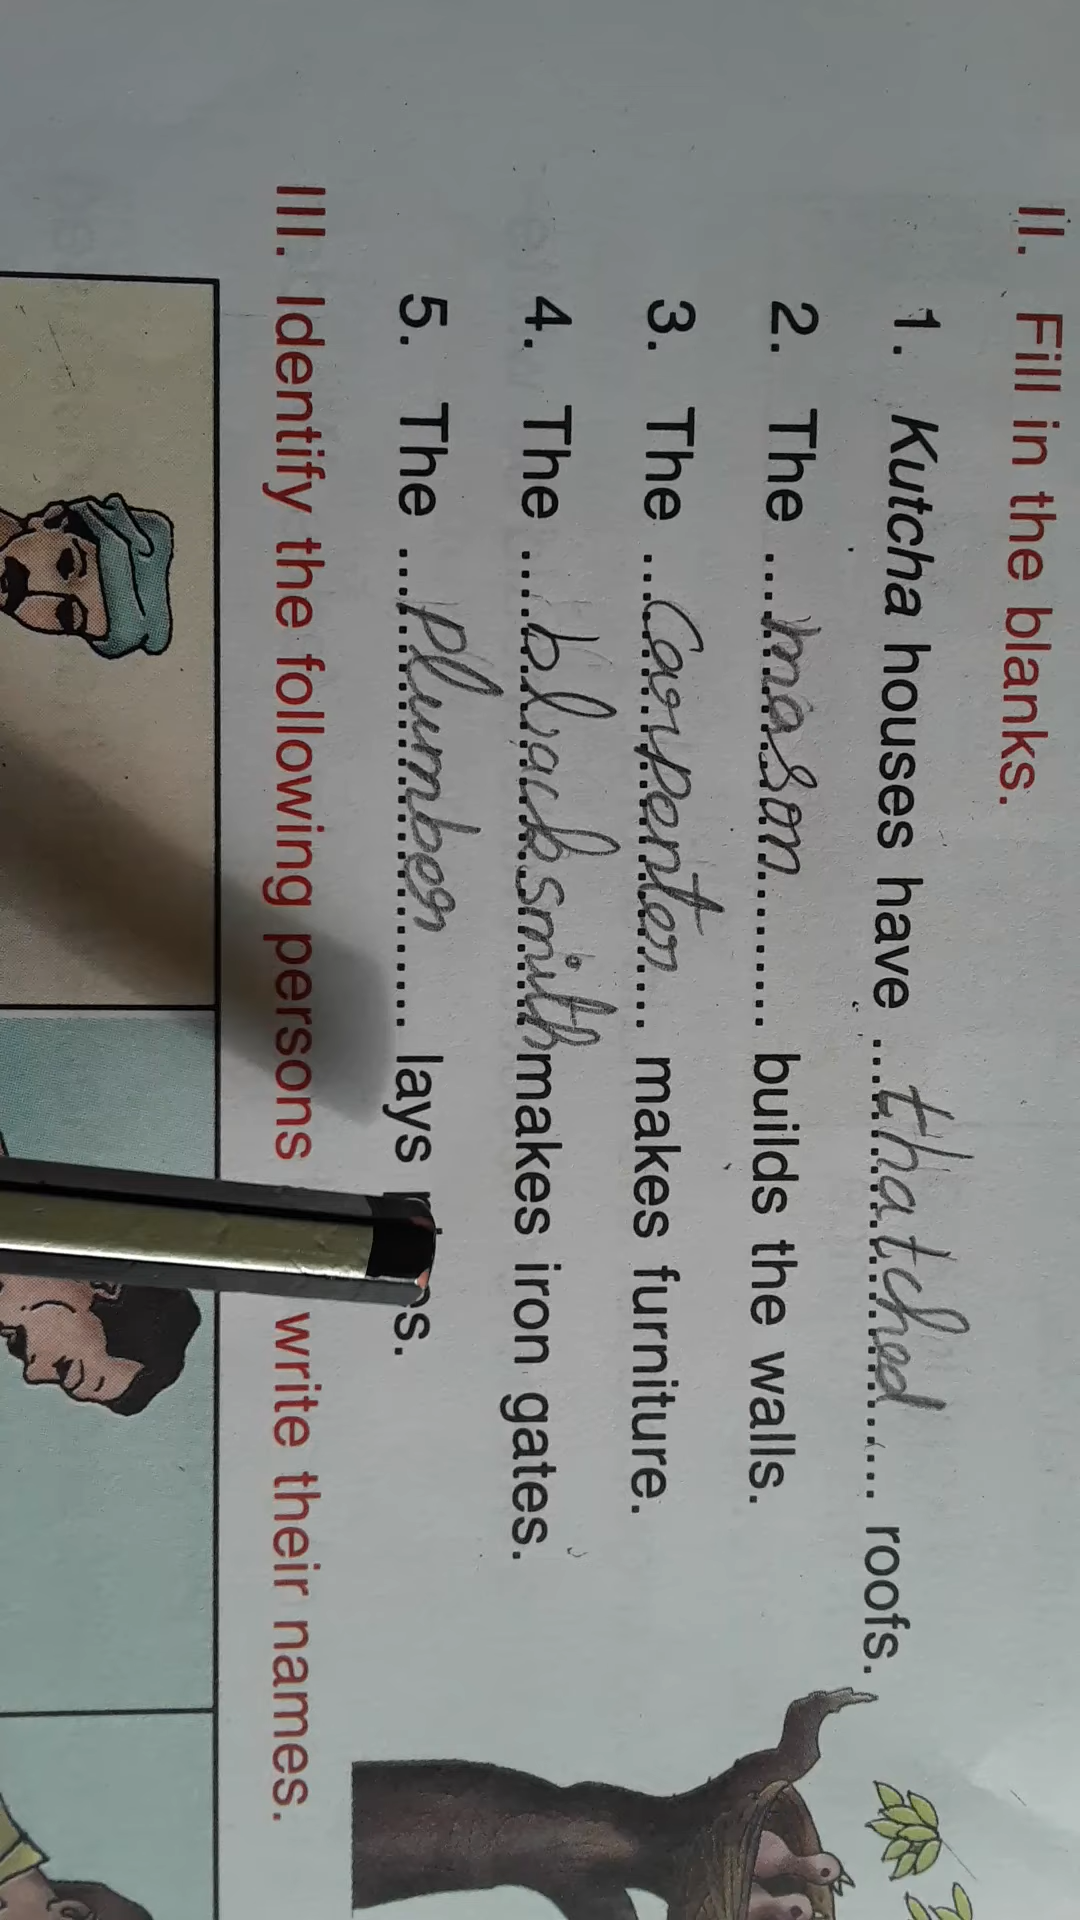 II. Fill in the blanks.
1. Kutcha houses have ...thatched... roofs.
2. The ...mason... builds the walls.
3. The ...Carpenter... makes furniture.
4. The ...blacksmith makes iron gates.
5. The ...plumber... lays
III. Identify the following persons write their names.